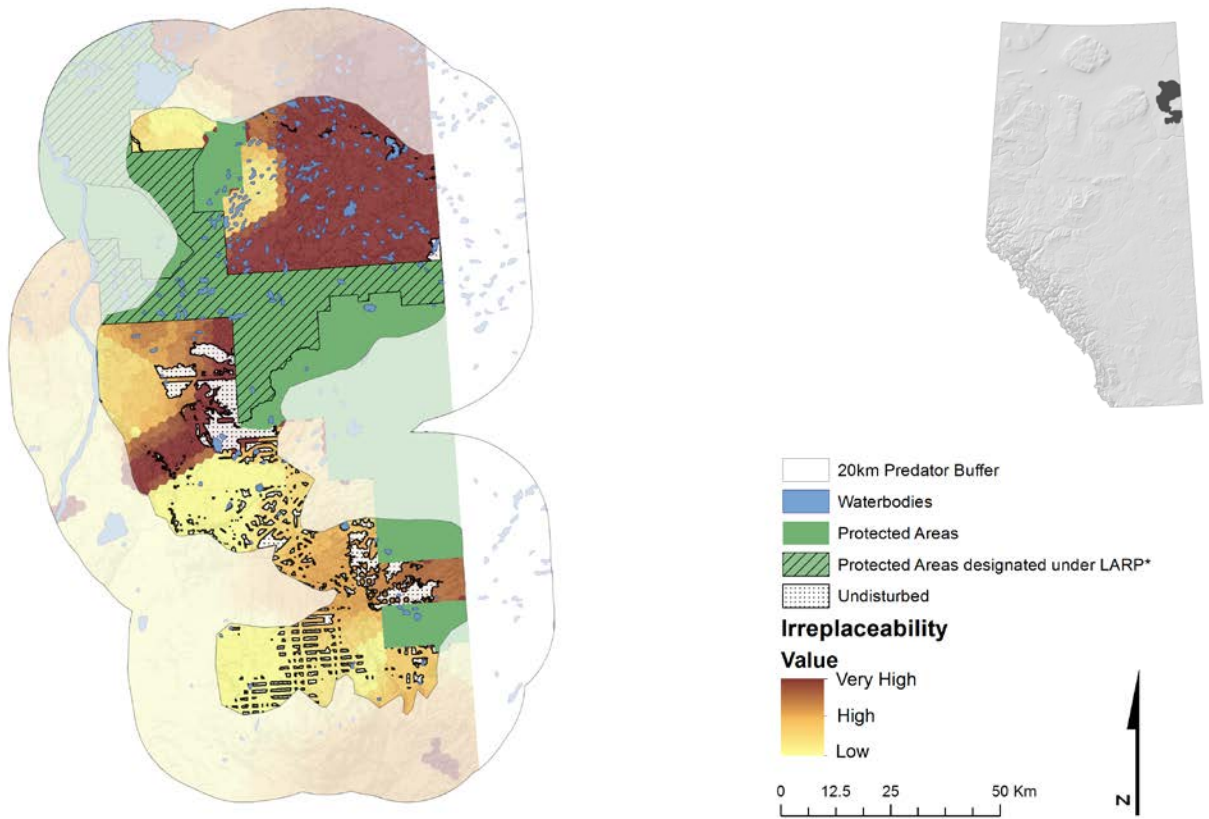 20km Predator Buffer
Waterbodies
Protected Areas
Protected Areas designated under LARP*
Undisturbed
Irreplaceability
Value
Very High
High
Low
0 12.5 25 50 Km
N